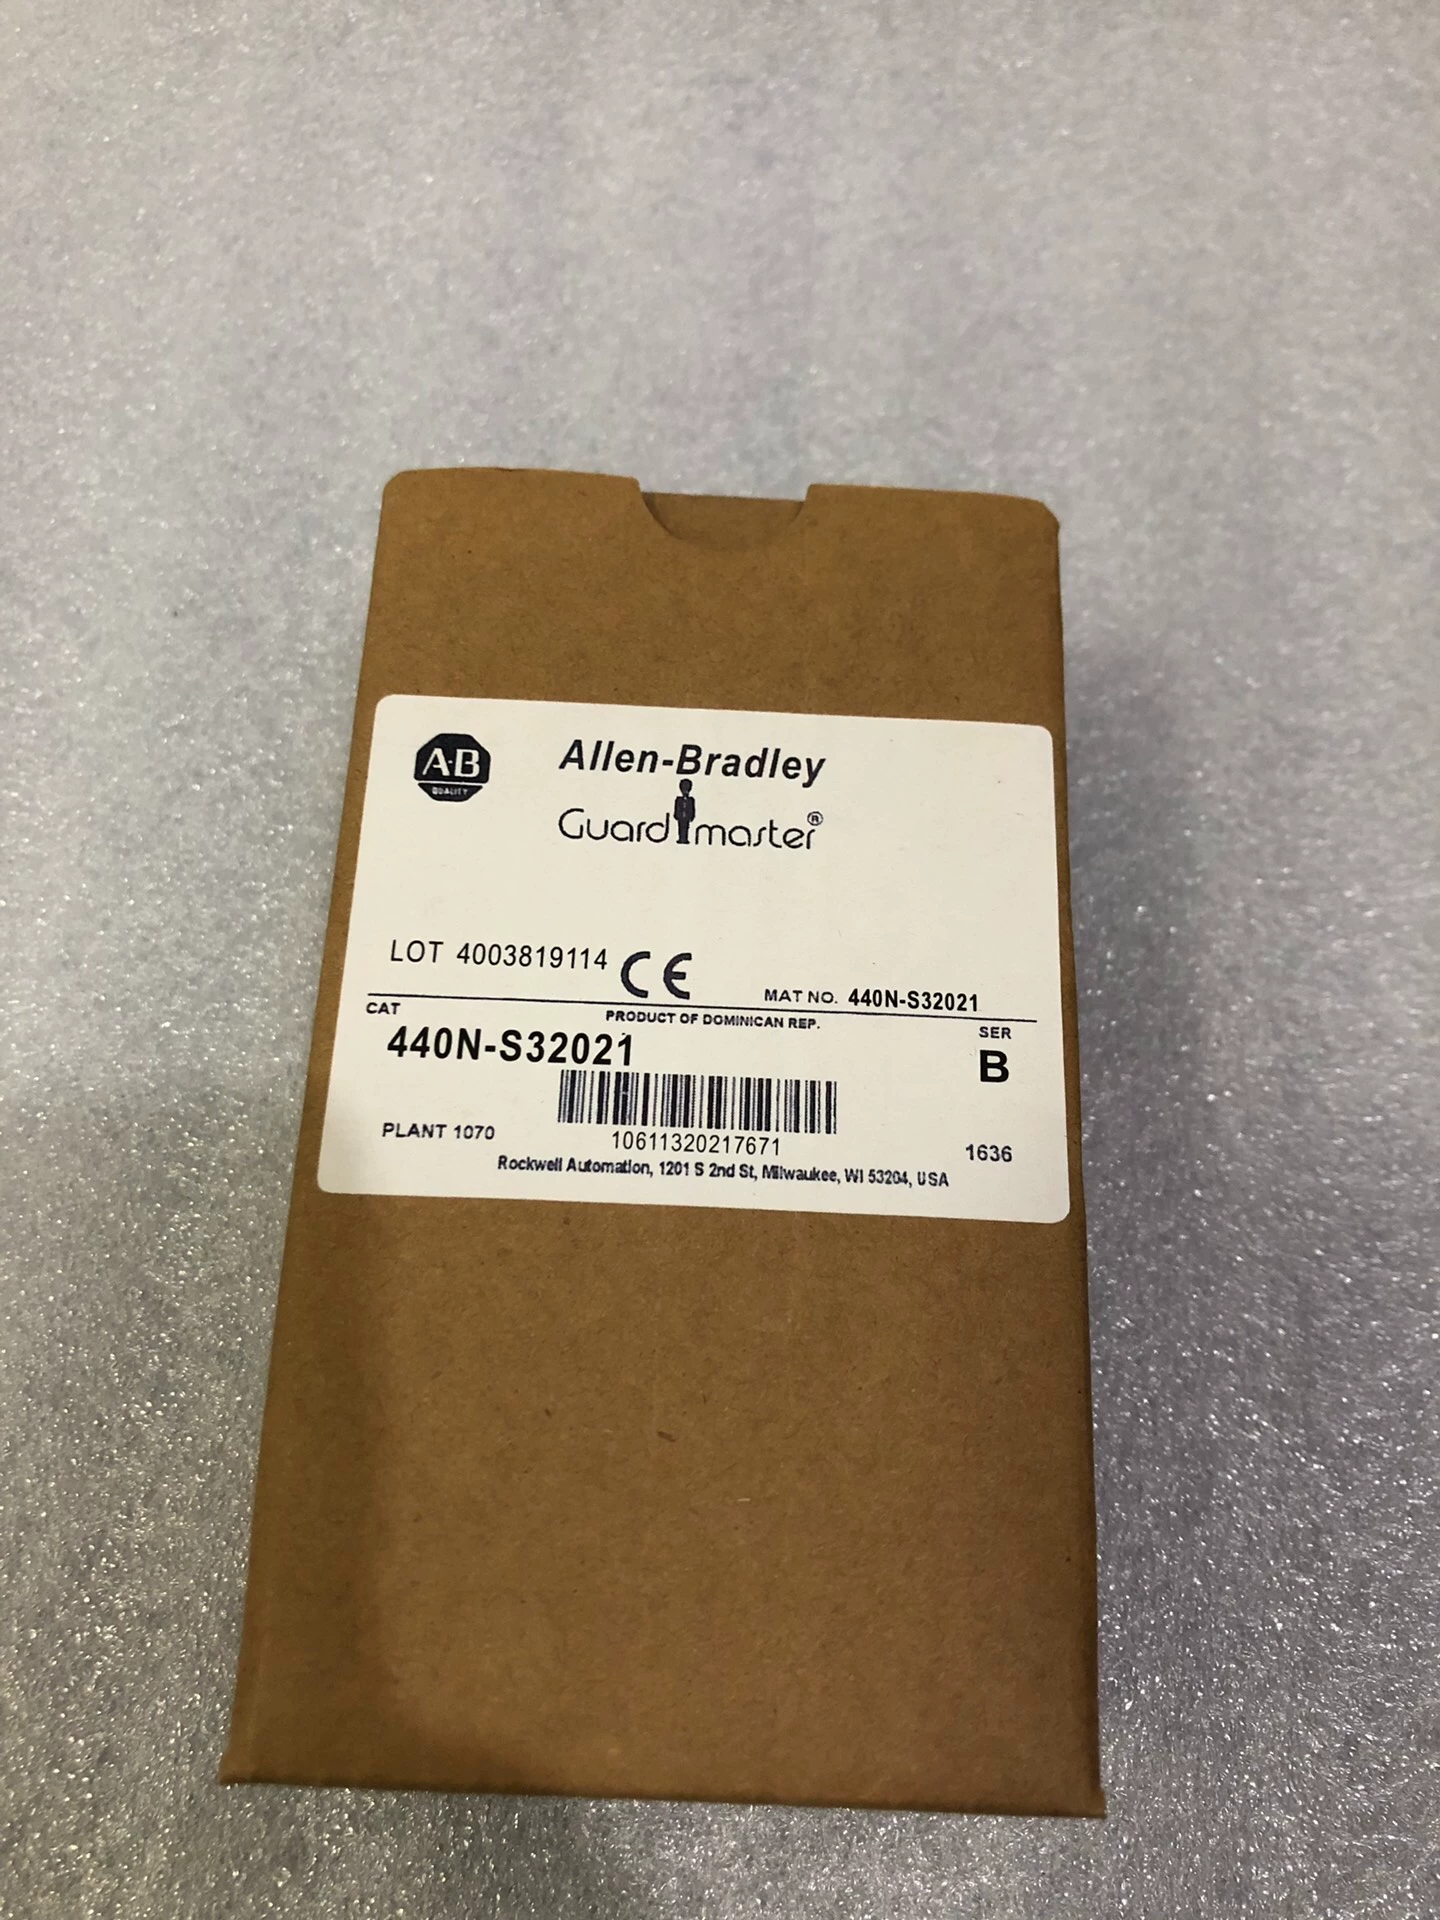 A·B
QUALITY
Allen-Bradley
Guardmaster®
LOT 4003819114 CE
MAT NO. 440N-S32021
CAT
PRODUCT OF DOMINICAN REP.
SER
440N-S32021
B
PLANT 1070
10611320217671
1636
Rockwell Automation, 1201 S 2nd St, Milwaukee, WI 53204, USA